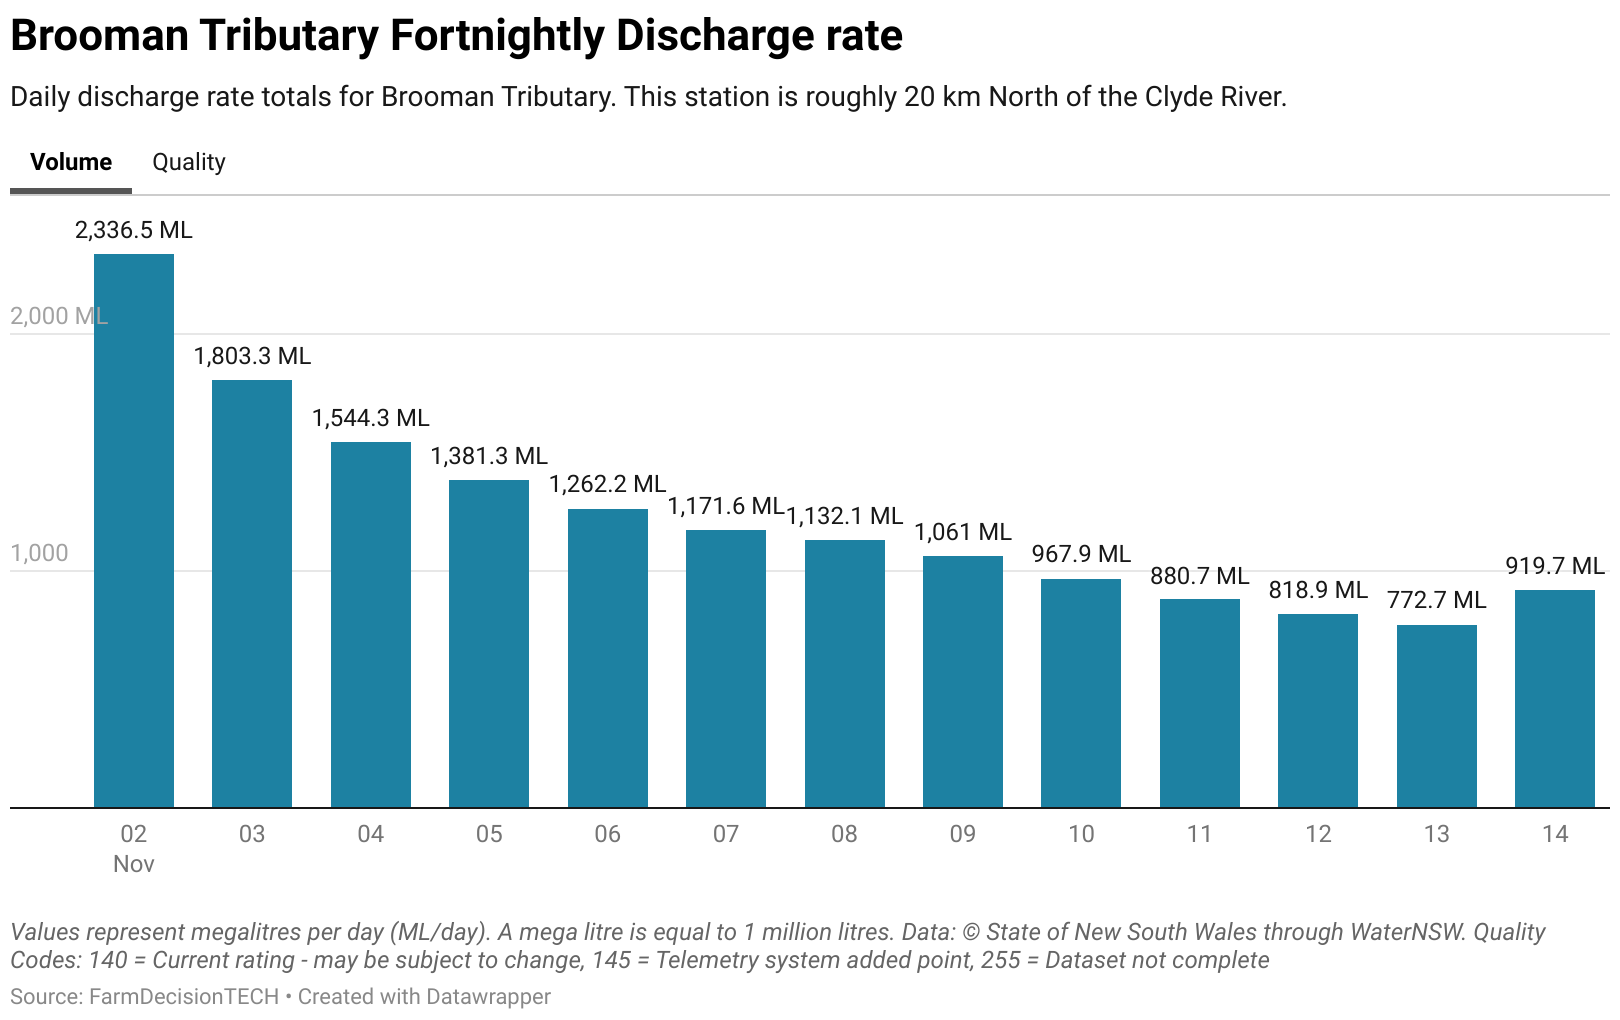 Brooman Tributary Fortnightly Discharge rate
Daily discharge rate totals for Brooman Tributary. This station is roughly 20 km North of the Clyde River.
Volume Quality
2,336.5 ML
2,000 ML
1,803.3 ML
1,544.3 ML
1,381.3 ML
1,262.2 ML
1,171.6 ML
1,132.1 ML
1,061 ML
1,000
967.9 ML
880.7 ML
818.9 ML
772.7 ML
919.7 ML
02 03 04 05 06 07 08 09 10 11 12 13 14
Nov
Values represent megalitres per day (ML/day). A mega litre is equal to 1 million litres. Data: © State of New South Wales through WaterNSW. Quality
Codes: 140 = Current rating - may be subject to change, 145 = Telemetry system added point, 255 = Dataset not complete
Source: FarmDecisionTECH • Created with Datawrapper